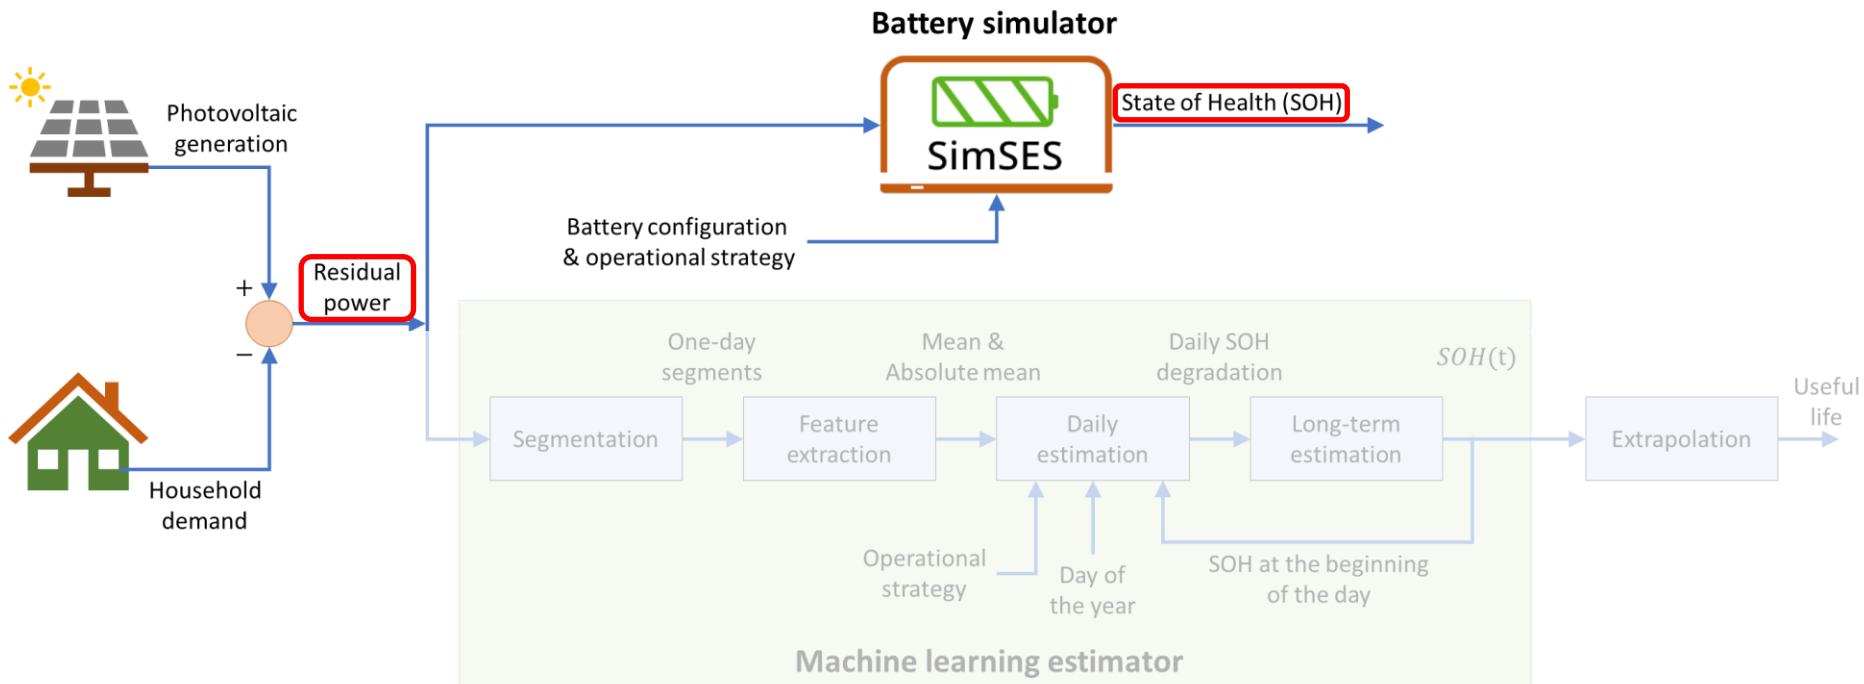 Battery simulator
Photovoltaic
generation
SimSES
State of Health (SOH)
Battery configuration
& operational strategy
+
Residual
power
−
Household
demand
One-day
segments
Mean &
Absolute mean
Daily SOH
degradation
SOH(t)
Segmentation
Feature
extraction
Daily
estimation
Long-term
estimation
Extrapolation
Useful
life
Operational
strategy
Day of
the year
SOH at the beginning
of the day
Machine learning estimator